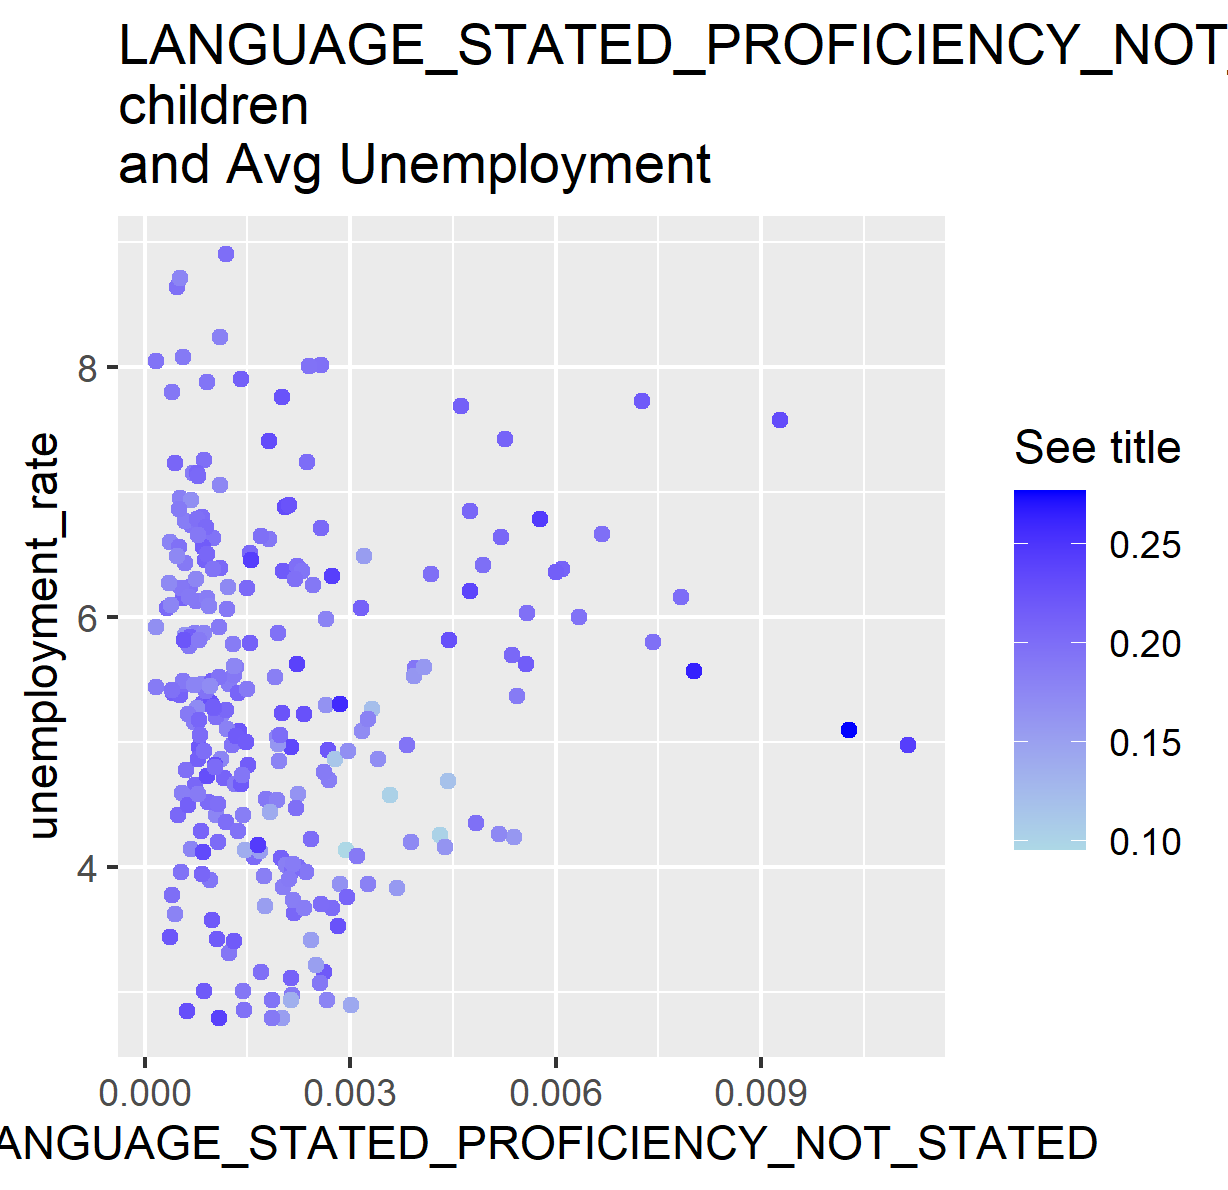 LANGUAGE_STATED_PROFICIENCY_NOT_
children
and Avg Unemployment
unemployment_rate
8
6
4
0.000 0.003 0.006 0.009
ANGUAGE_STATED_PROFICIENCY_NOT_STATED
See title
0.25
0.20
0.15
0.10